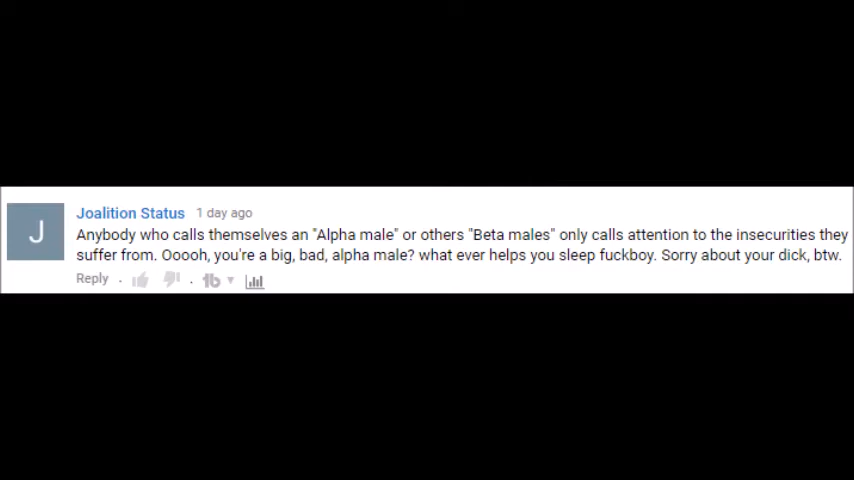 J
Joalition Status 1 day ago
Anybody who calls themselves an "Alpha male" or others "Beta males" only calls attention to the insecurities they
suffer from. Ooooh, you're a big, bad, alpha male? what ever helps you sleep fuckboy. Sorry about your dick, btw.
Reply